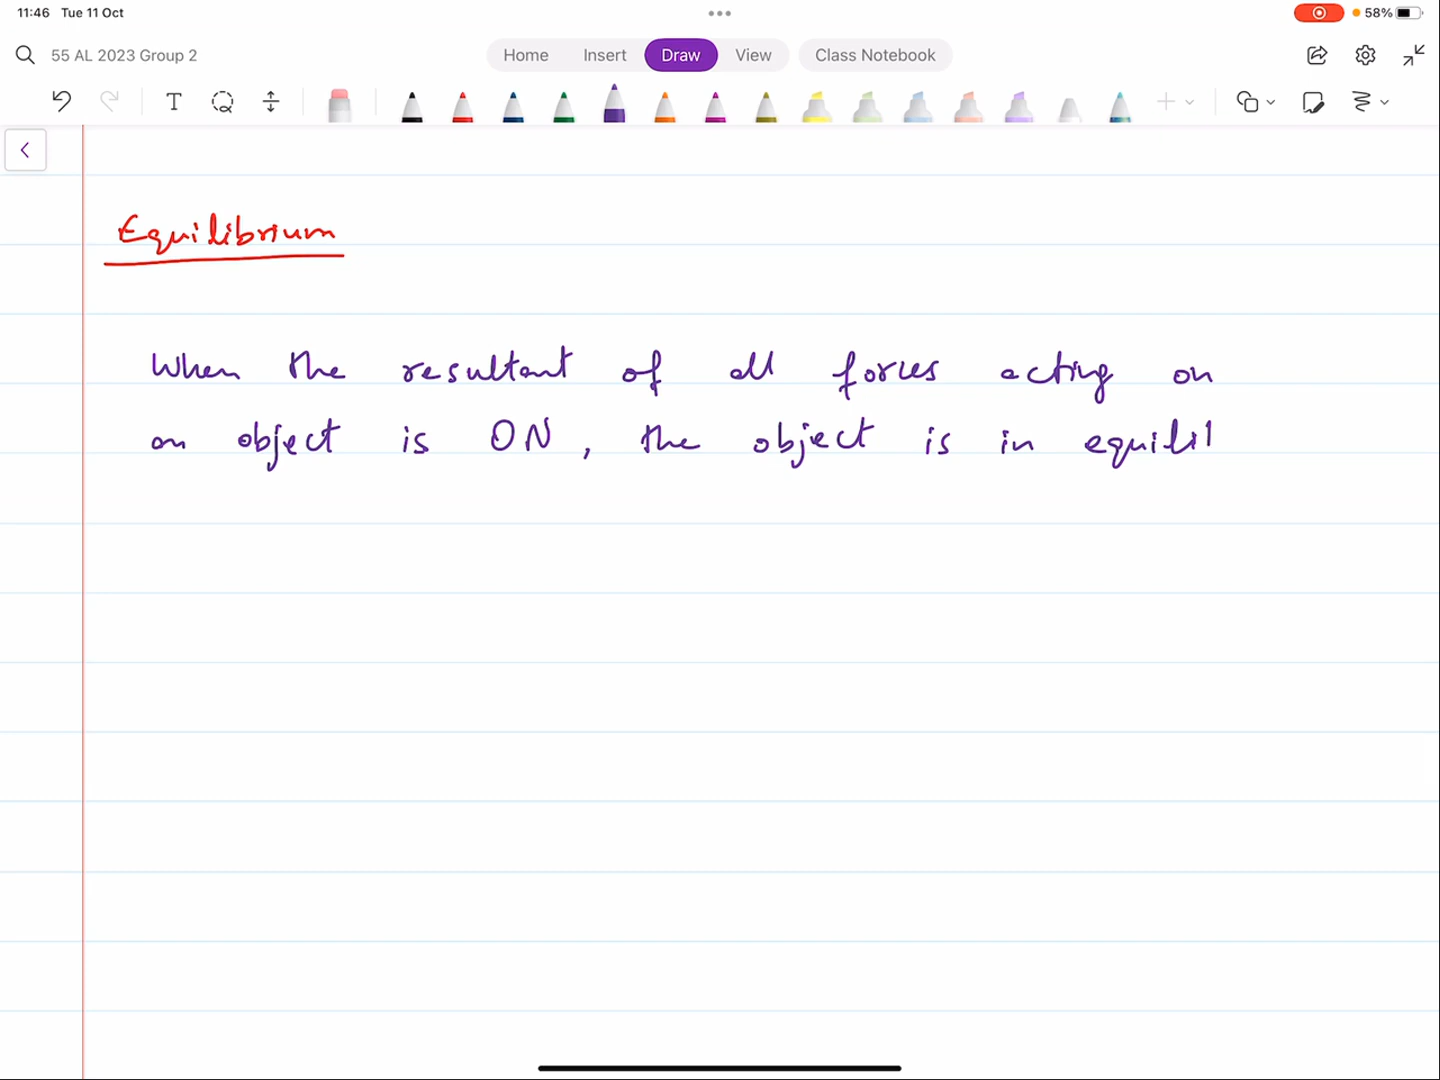 11:46 Tue 11 Oct
58%
55 AL 2023 Group 2
Home Insert Draw View Class Notebook
T
Equilibrium
When the resultant of all forces acting on
an object is 0N, the object is in equilil